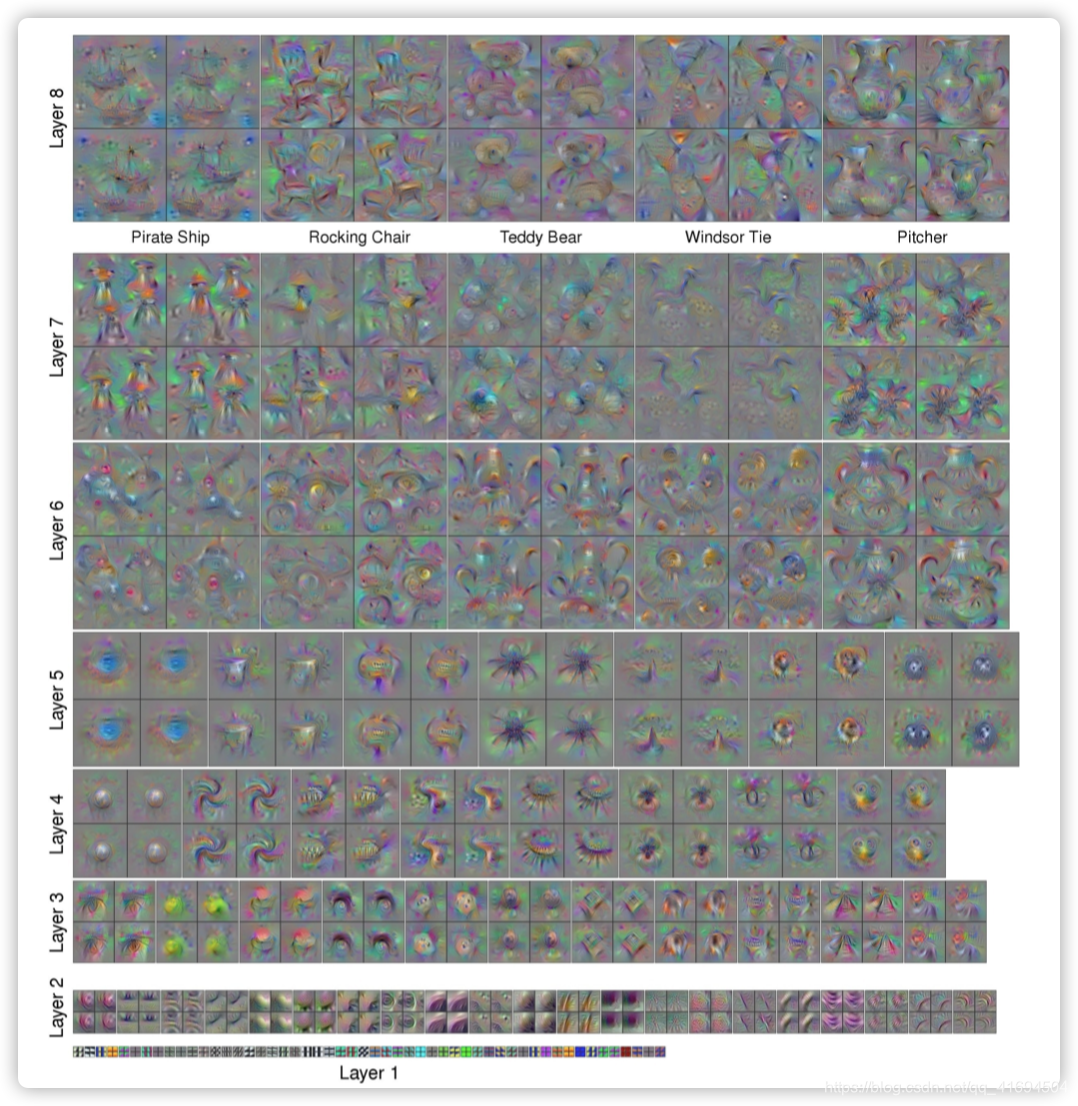 Layer 8
Pirate Ship Rocking Chair Teddy Bear Windsor Tie Pitcher
Layer 7
Layer 6
Layer 5
Layer 4
Layer 3
Layer 2
Layer 1